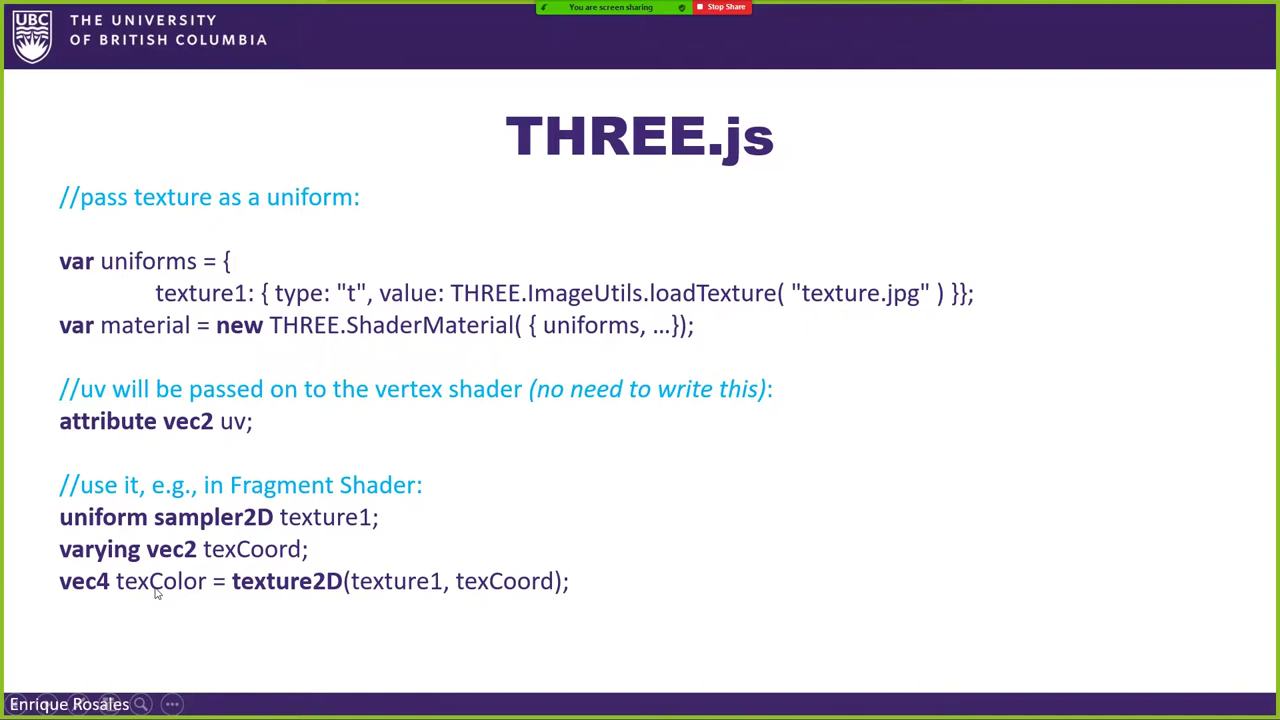 You are screen sharing
Stop Share
UBC
THE UNIVERSITY
OF BRITISH COLUMBIA
THREE.js
//pass texture as a uniform:
var uniforms = {
texture1: { type: "t", value: THREE.ImageUtils.loadTexture( "texture.jpg" ) }};
var material = new THREE.ShaderMaterial( { uniforms, ...});
//uv will be passed on to the vertex shader (no need to write this):
attribute vec2 uv;
//use it, e.g., in Fragment Shader:
uniform sampler2D texture1;
varying vec2 texCoord;
vec4 texColor = texture2D(texture1, texCoord);
Enrique Rosales